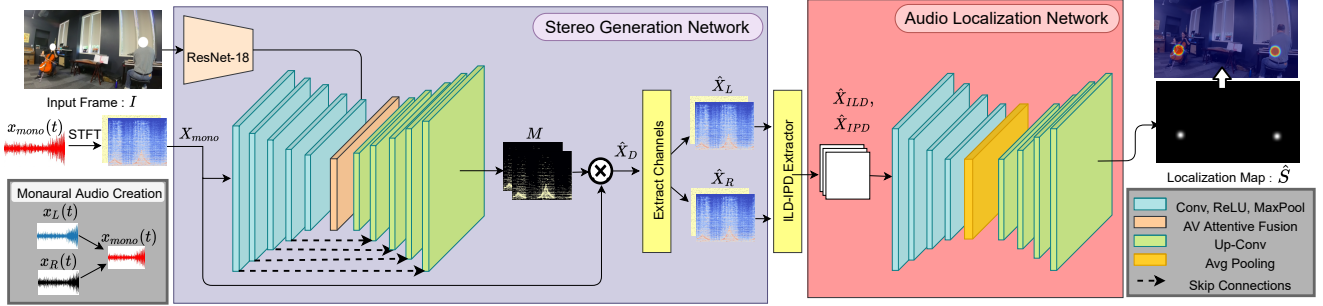 Input Frame : I
x_mono(t)
STFT
X_mono
Monaural Audio Creation
x_L(t)
x_R(t)
x_mono(t)
Stereo Generation Network
ResNet-18
M
X̂_D
Extract Channels
X̂_L
X̂_R
ILD-IPD Extractor
Audio Localization Network
X̂_ILD,
X̂_IPD
Localization Map : Ŝ
Conv, ReLU, MaxPool
AV Attentive Fusion
Up-Conv
Avg Pooling
Skip Connections